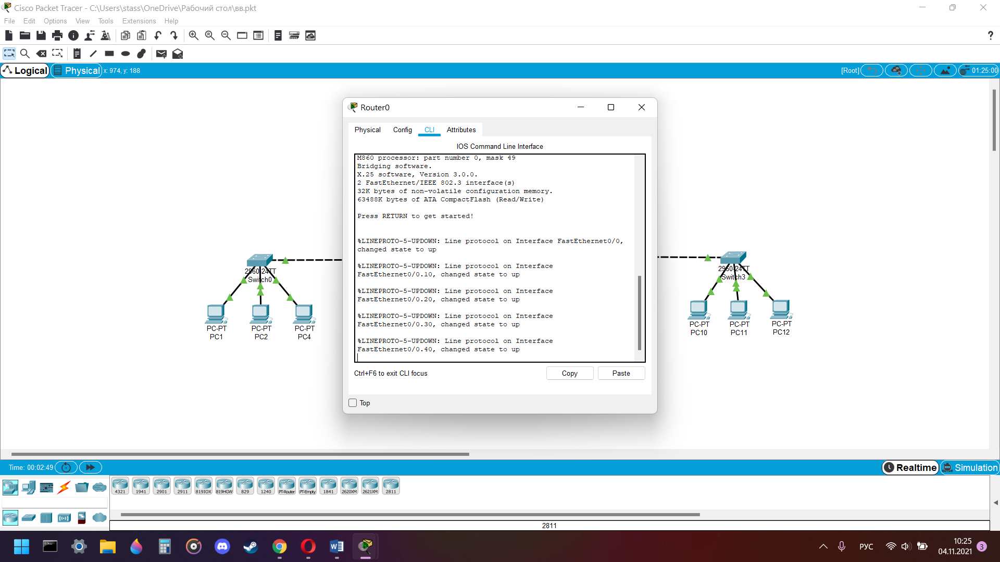 Cisco Packet Tracer - C:\Users\stass\OneDrive\Рабочий стол\вв.pkt
File Edit Options View Tools Extensions Help
?
Logical Physical x: 974, y: 188 [Root] 01:25:00
Router0
Physical Config CLI Attributes
IOS Command Line Interface
M860 processor: part number 0, mask 49
Bridging software.
X.25 software, Version 3.0.0.
2 FastEthernet/IEEE 802.3 interface(s)
32K bytes of non-volatile configuration memory.
63488K bytes of ATA CompactFlash (Read/Write)
Press RETURN to get started!
%LINEPROTO-5-UPDOWN: Line protocol on Interface FastEthernet0/0,
changed state to up
%LINEPROTO-5-UPDOWN: Line protocol on Interface
FastEthernet0/0.10, changed state to up
%LINEPROTO-5-UPDOWN: Line protocol on Interface
FastEthernet0/0.20, changed state to up
%LINEPROTO-5-UPDOWN: Line protocol on Interface
FastEthernet0/0.30, changed state to up
%LINEPROTO-5-UPDOWN: Line protocol on Interface
FastEthernet0/0.40, changed state to up
Ctrl+F6 to exit CLI focus
Copy Paste
Top
2960-24TT
Switch0
PC-PT
PC1
PC-PT
PC2
PC-PT
PC4
2960-24TT
Switch3
PC-PT
PC10
PC-PT
PC11
PC-PT
PC12
Time: 00:02:49
Realtime Simulation
4321 1941 2901 2911 819IOX 819HGW 829 1240 PT-Router PT-Empty 1841 2620XM 2621XM 2811
2811
РУС
10:25
04.11.2021
3